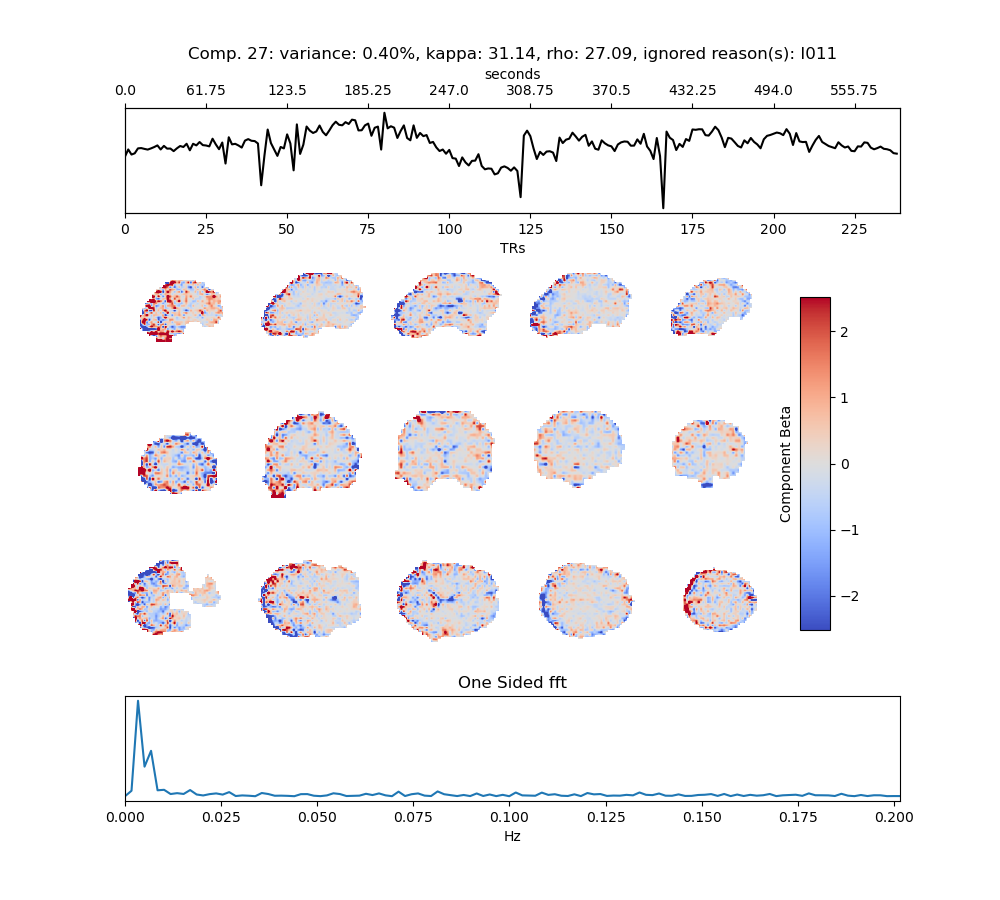 Comp. 27: variance: 0.40%, kappa: 31.14, rho: 27.09, ignored reason(s): I011
seconds
0.0 61.75 123.5 185.25 247.0 308.75 370.5 432.25 494.0 555.75
0 25 50 75 100 125 150 175 200 225
TRs
2
1
0
−1
−2
Component Beta
One Sided fft
0.000 0.025 0.050 0.075 0.100 0.125 0.150 0.175 0.200
Hz